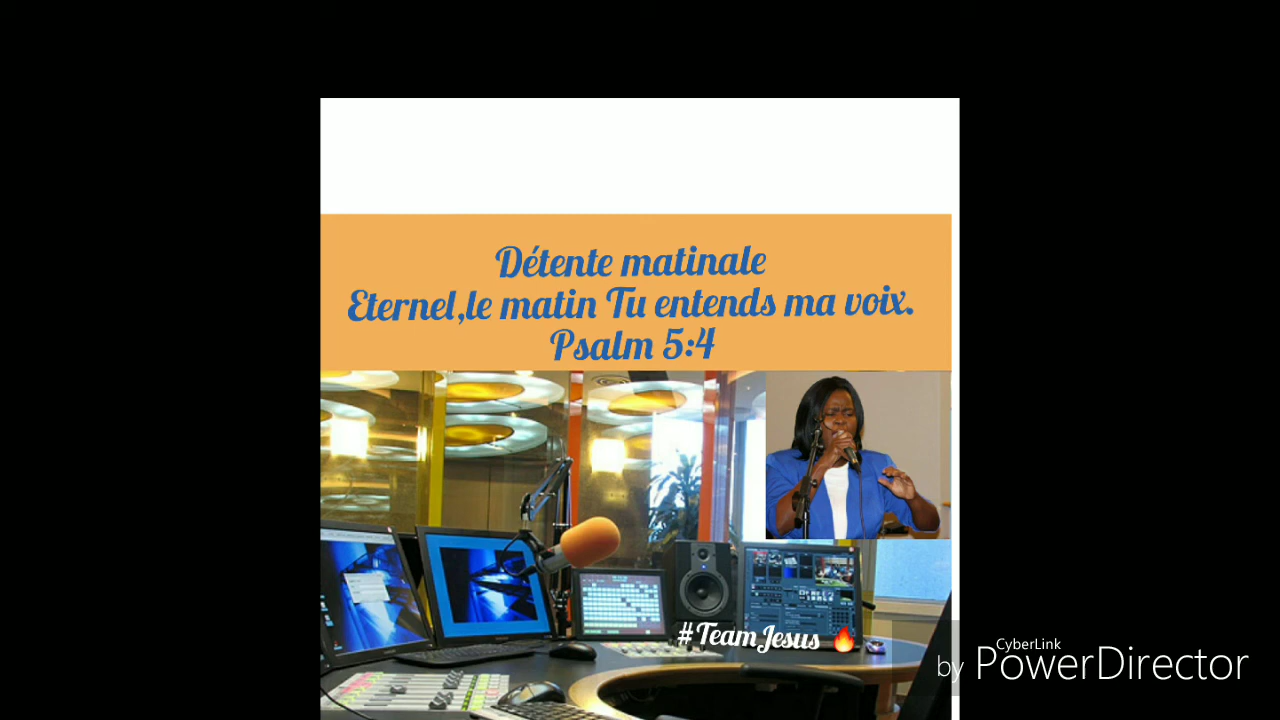 Détente matinale
Eternel,le matin Tu entends ma voix.
Psalm 5:4
#TeamJesus 🔥
CyberLink
by PowerDirector